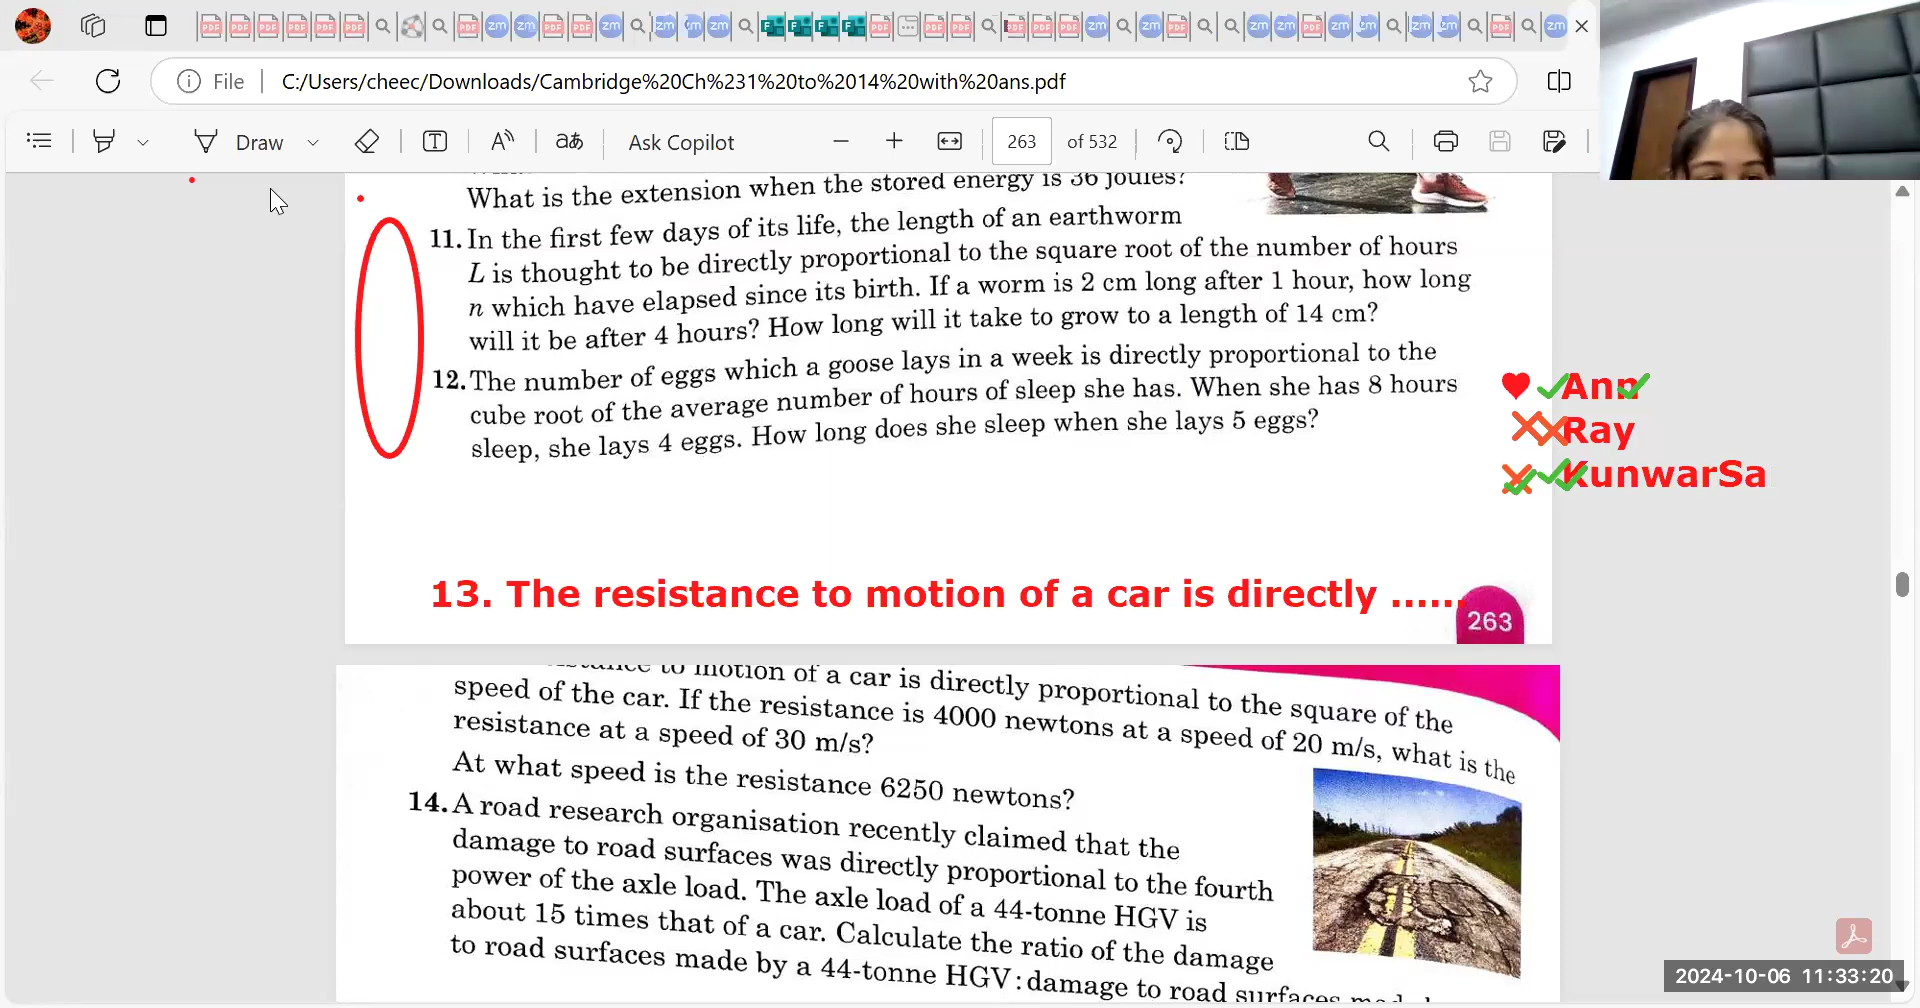 File
C:/Users/cheec/Downloads/Cambridge%20Ch%231%20to%2014%20with%20ans.pdf
Draw
Ask Copilot
263
of 532
What is the extension when the stored energy is 36 joules?
11. In the first few days of its life, the length of an earthworm
L is thought to be directly proportional to the square root of the number of hours
n which have elapsed since its birth. If a worm is 2 cm long after 1 hour, how long
will it be after 4 hours? How long will it take to grow to a length of 14 cm?
12. The number of eggs which a goose lays in a week is directly proportional to the
cube root of the average number of hours of sleep she has. When she has 8 hours
sleep, she lays 4 eggs. How long does she sleep when she lays 5 eggs?
Ann
Ray
KunwarSa
13. The resistance to motion of a car is directly ......
263
to motion of a car is directly proportional to the square of the
speed of the car. If the resistance is 4000 newtons at a speed of 20 m/s, what is the
resistance at a speed of 30 m/s?
At what speed is the resistance 6250 newtons?
14. A road research organisation recently claimed that the
damage to road surfaces was directly proportional to the fourth
power of the axle load. The axle load of a 44-tonne HGV is
about 15 times that of a car. Calculate the ratio of the damage
to road surfaces made by a 44-tonne HGV: damage to road surfaces
2024-10-06 11:33:20